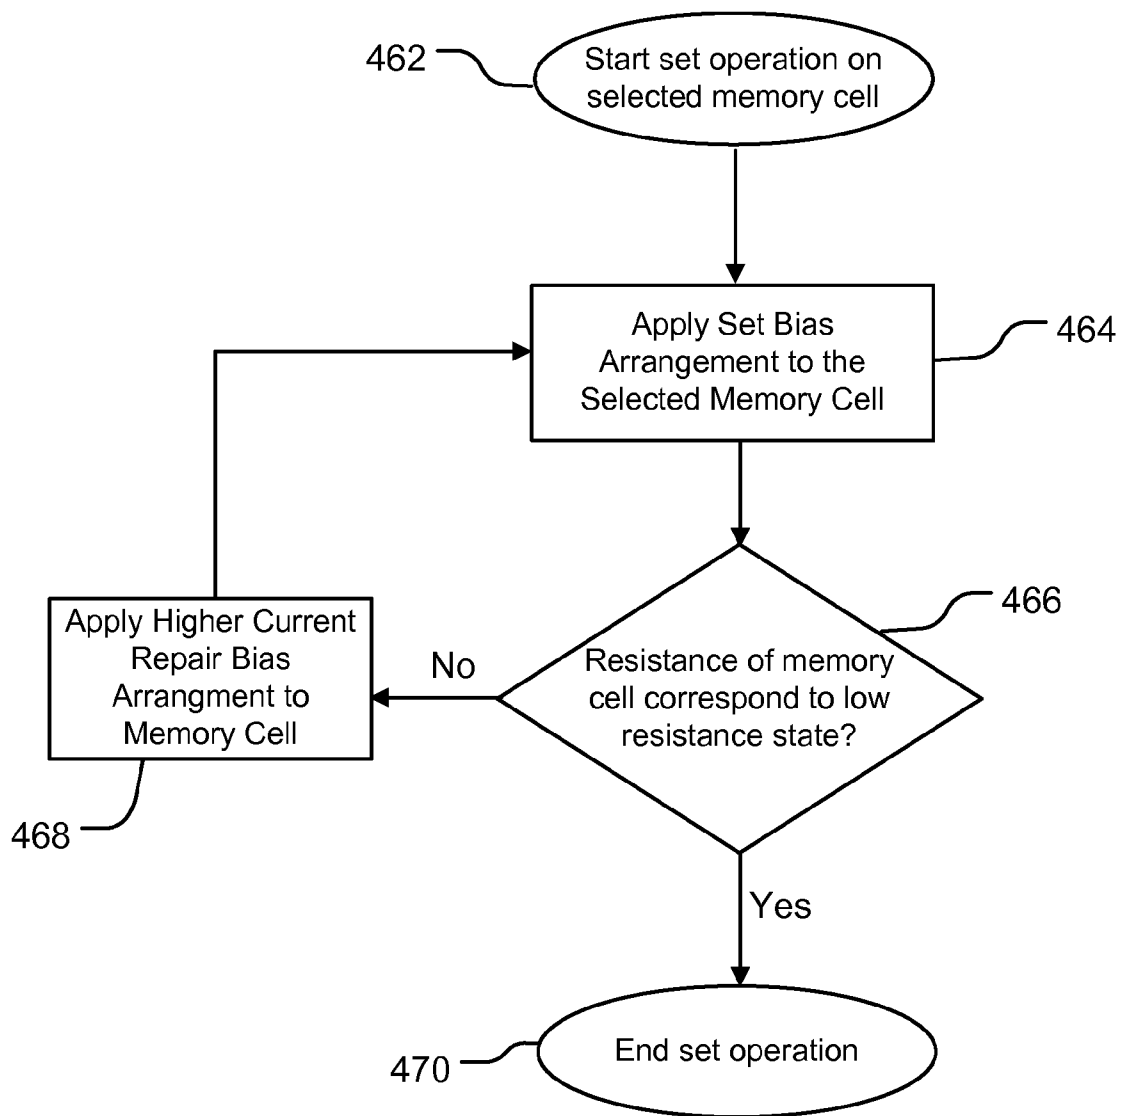 462
Start set operation on
selected memory cell
Apply Set Bias
Arrangement to the
Selected Memory Cell
464
466
Resistance of memory
cell correspond to low
resistance state?
No
Apply Higher Current
Repair Bias
Arrangment to
Memory Cell
468
Yes
End set operation
470